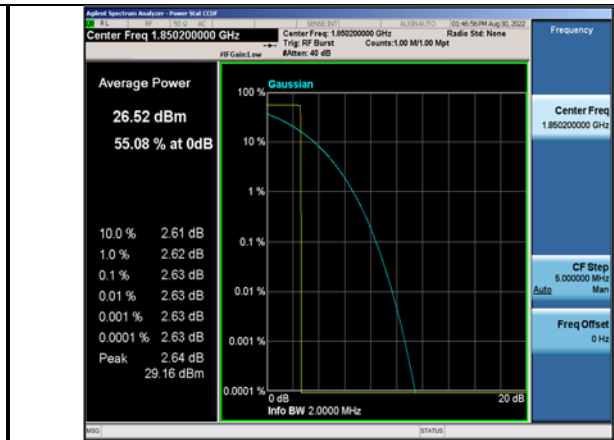 Agilent Spectrum Analyzer - Power Stat CCDF
RL RF 50 Ω AC SENSE:INT ALIGN AUTO 01:46:56 PM Aug 30, 2022
Center Freq 1.850200000 GHz
Center Freq: 1.850200000 GHz Radio Std: None
Trig: RF Burst Counts:1.00 M/1.00 Mpt
#IFGain:Low #Atten: 40 dB
Frequency
Average Power
26.52 dBm
55.08 % at 0dB
10.0 % 2.61 dB
1.0 % 2.62 dB
0.1 % 2.63 dB
0.01 % 2.63 dB
0.001 % 2.63 dB
0.0001 % 2.63 dB
Peak 2.64 dB
29.16 dBm
Gaussian
100 %
10 %
1 %
0.1 %
0.01 %
0.001 %
0.0001 %
0 dB 20 dB
Info BW 2.0000 MHz
Center Freq
1.850200000 GHz
CF Step
5.000000 MHz
Auto Man
Freq Offset
0 Hz
MSG STATUS